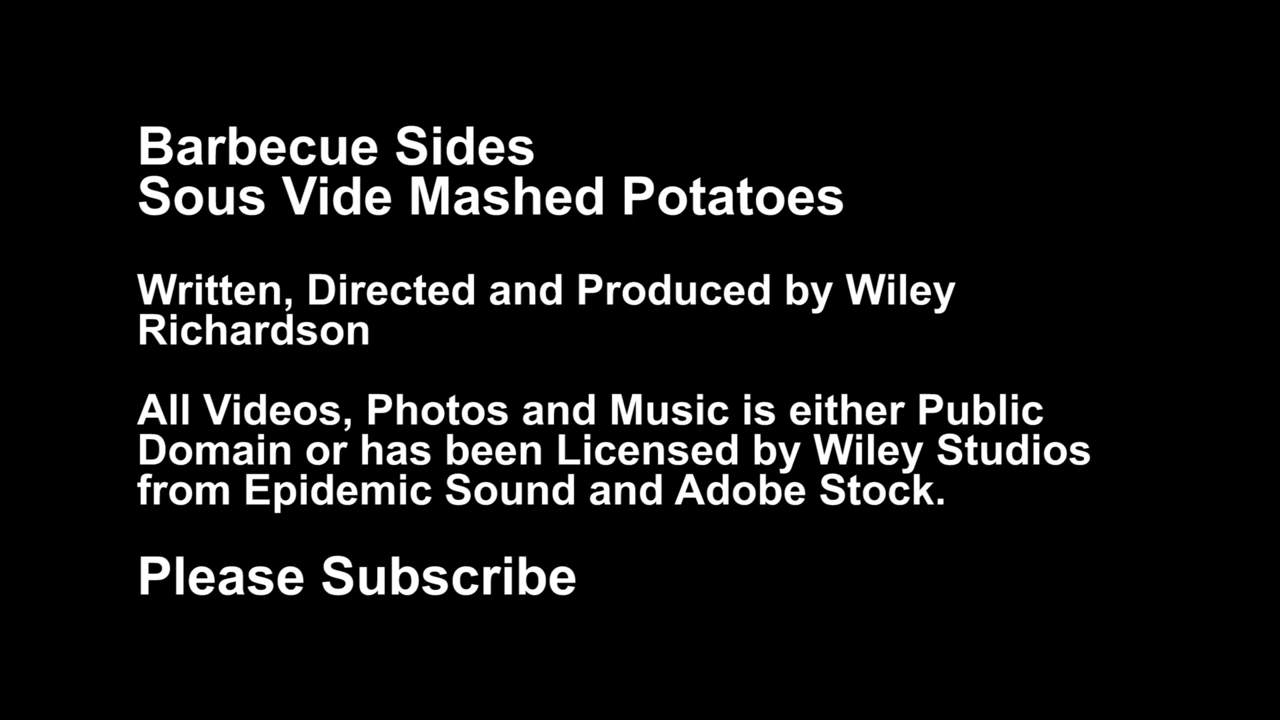 Barbecue Sides
Sous Vide Mashed Potatoes
Written, Directed and Produced by Wiley
Richardson
All Videos, Photos and Music is either Public
Domain or has been Licensed by Wiley Studios
from Epidemic Sound and Adobe Stock.
Please Subscribe